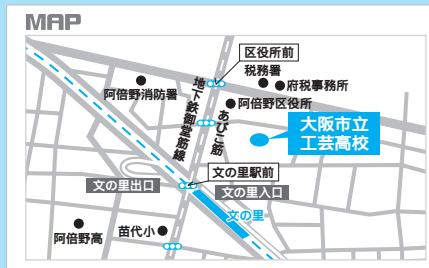 MAP
区役所前
税務署
府税事務所
阿倍野消防署
阿倍野区役所
地下鉄御堂筋線
あびこ筋
大阪市立
工芸高校
文の里駅前
文の里出口
文の里入口
文の里
阿倍野高
苗代小